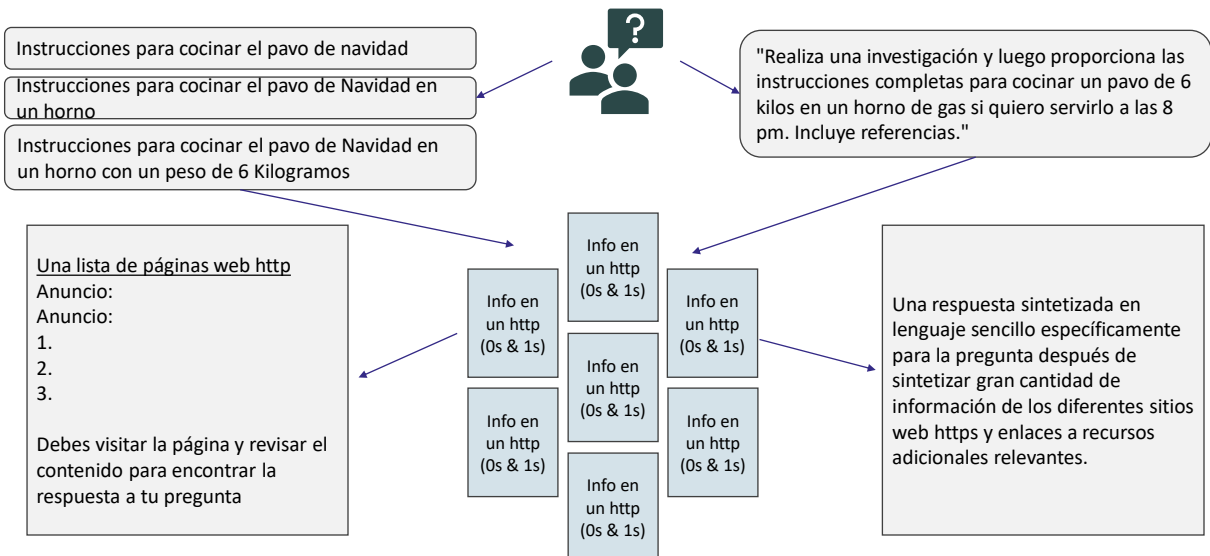 Instrucciones para cocinar el pavo de navidad
Instrucciones para cocinar el pavo de Navidad en
un horno
Instrucciones para cocinar el pavo de Navidad en
un horno con un peso de 6 Kilogramos
?
"Realiza una investigación y luego proporciona las
instrucciones completas para cocinar un pavo de 6
kilos en un horno de gas si quiero servirlo a las 8
pm. Incluye referencias."
Una lista de páginas web http
Anuncio:
Anuncio:
1.
2.
3.
Debes visitar la página y revisar el
contenido para encontrar la
respuesta a tu pregunta
Info en
un http
(0s & 1s)
Info en
un http
(0s & 1s)
Info en
un http
(0s & 1s)
Info en
un http
(0s & 1s)
Info en
un http
(0s & 1s)
Info en
un http
(0s & 1s)
Info en
un http
(0s & 1s)
Una respuesta sintetizada en
lenguaje sencillo específicamente
para la pregunta después de
sintetizar gran cantidad de
información de los diferentes sitios
web https y enlaces a recursos
adicionales relevantes.